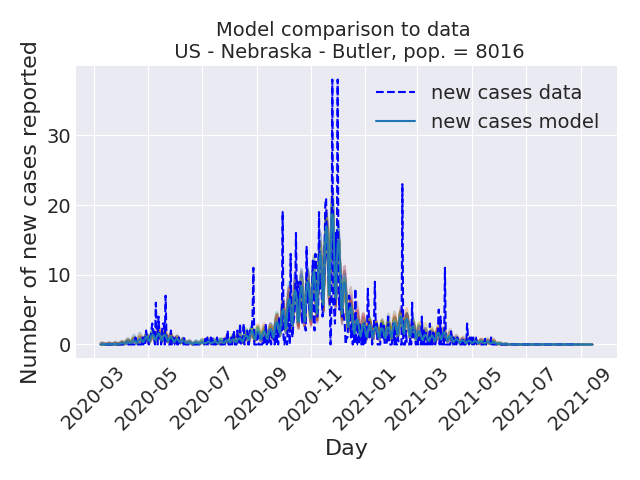 Model comparison to data
US - Nebraska - Butler, pop. = 8016
Number of new cases reported
30
20
10
0
new cases data
new cases model
2020-03
2020-05
2020-07
2020-09
2020-11
2021-01
2021-03
2021-05
2021-07
2021-09
Day